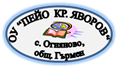 ОУ "ПЕЙО КР. ЯВОРОВ"
с. Огняново,
общ. Гърмен